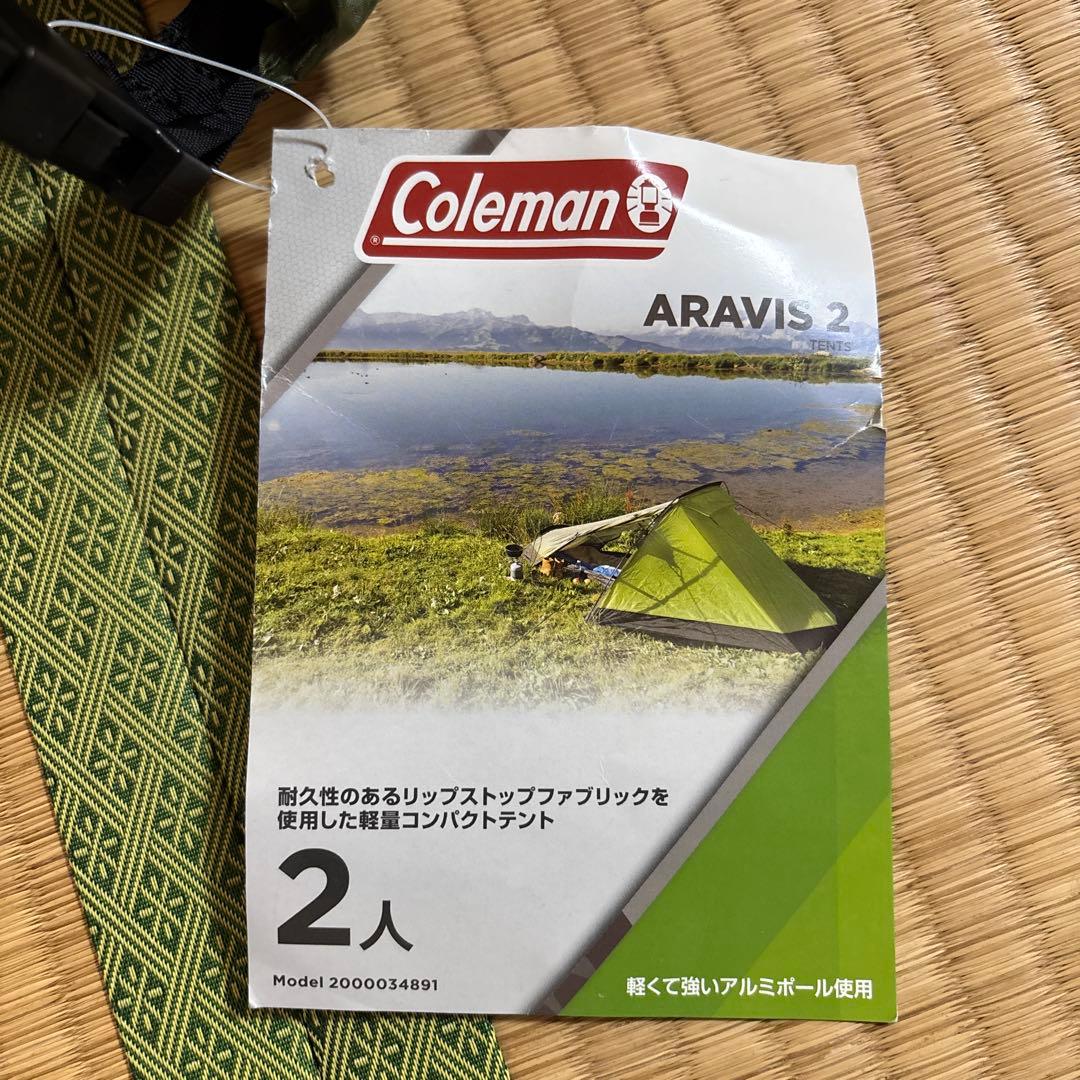 Coleman
®
ARAVIS 2
TENTS
耐久性のあるリップストップファブリックを
使用した軽量コンパクトテント
2人
Model 2000034891
軽くて強いアルミポール使用